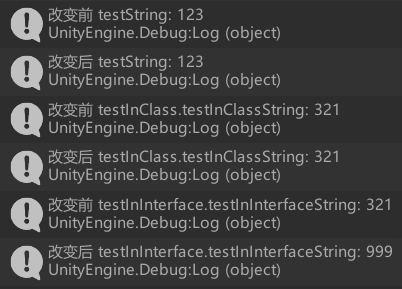 改变前 testString: 123
UnityEngine.Debug:Log (object)
改变后 testString: 123
UnityEngine.Debug:Log (object)
改变前 testInClass.testInClassString: 321
UnityEngine.Debug:Log (object)
改变后 testInClass.testInClassString: 321
UnityEngine.Debug:Log (object)
改变前 testInInterface.testInInterfaceString: 321
UnityEngine.Debug:Log (object)
改变后 testInInterface.testInInterfaceString: 999
UnityEngine.Debug:Log (object)